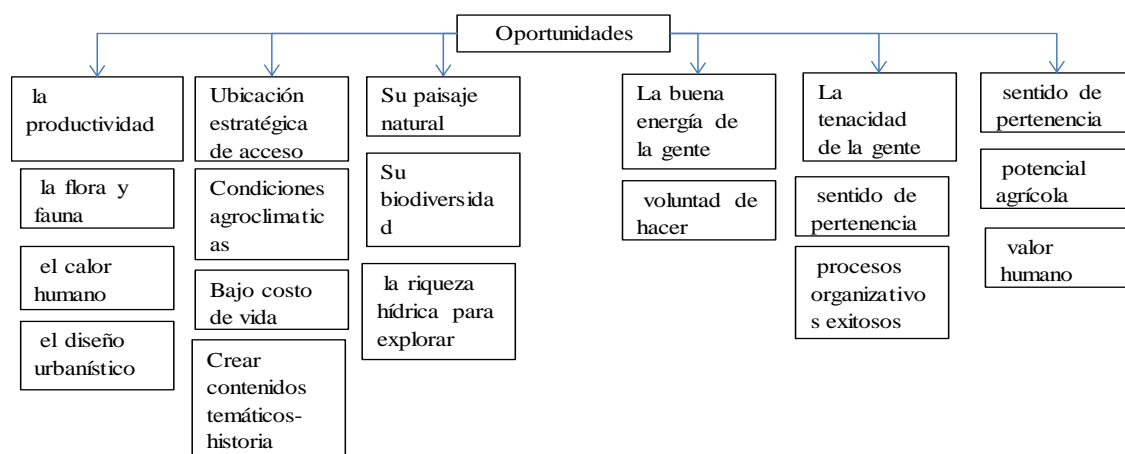 Oportunidades
la
productividad
la flora y
fauna
el calor
humano
el diseño
urbanístico
Ubicación
estratégica
de acceso
Condiciones
agroclimatic
as
Bajo costo
de vida
Crear
contenidos
temáticos-
historia
Su paisaje
natural
Su
biodiversida
d
la riqueza
hídrica para
explorar
La buena
energía de
la gente
voluntad de
hacer
La
tenacidad
de la gente
sentido de
pertenencia
procesos
organizativo
s exitosos
sentido de
pertenencia
potencial
agrícola
valor
humano